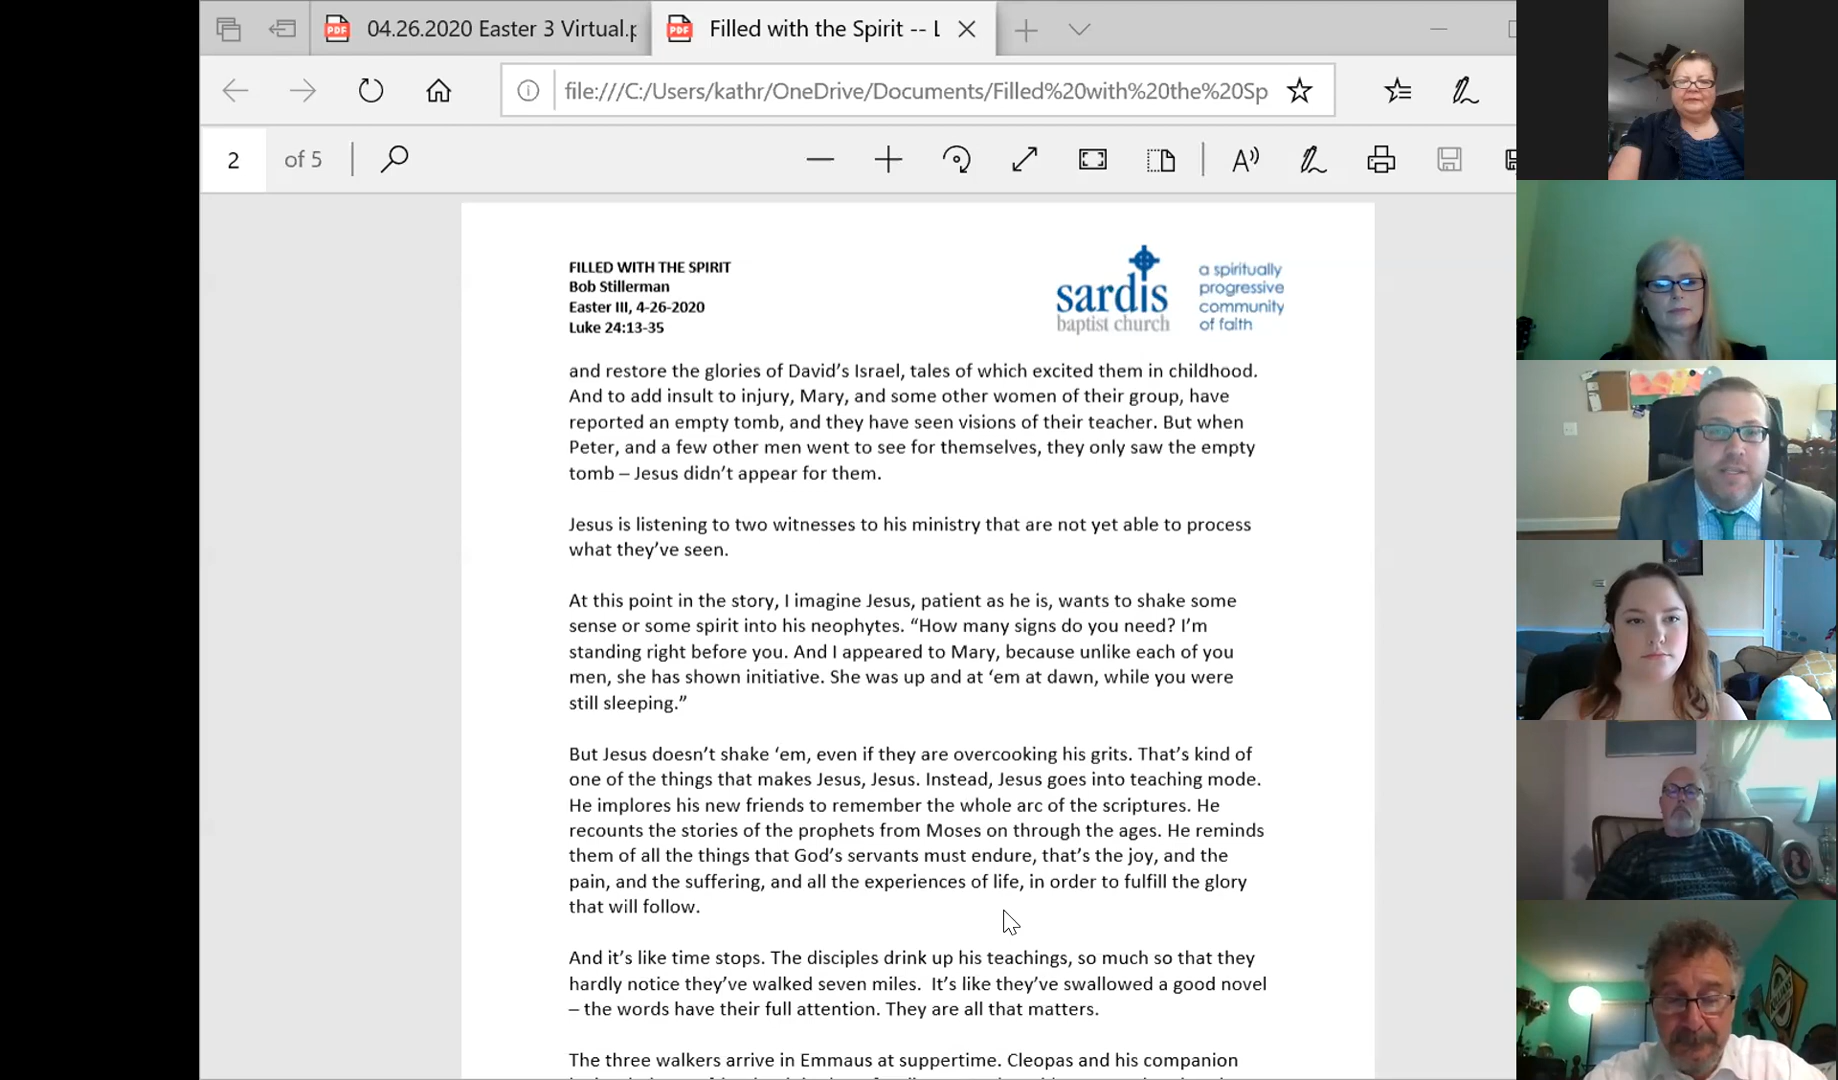 04.26.2020 Easter 3 Virtual.p
Filled with the Spirit -- L
file:///C:/Users/kathr/OneDrive/Documents/Filled%20with%20the%20Sp
2 of 5
FILLED WITH THE SPIRIT
Bob Stillerman
Easter III, 4-26-2020
Luke 24:13-35
sardis
baptist church
a spiritually
progressive
community
of faith
and restore the glories of David’s Israel, tales of which excited them in childhood.
And to add insult to injury, Mary, and some other women of their group, have
reported an empty tomb, and they have seen visions of their teacher. But when
Peter, and a few other men went to see for themselves, they only saw the empty
tomb – Jesus didn’t appear for them.
Jesus is listening to two witnesses to his ministry that are not yet able to process
what they’ve seen.
At this point in the story, I imagine Jesus, patient as he is, wants to shake some
sense or some spirit into his neophytes. “How many signs do you need? I’m
standing right before you. And I appeared to Mary, because unlike each of you
men, she has shown initiative. She was up and at ‘em at dawn, while you were
still sleeping.”
But Jesus doesn’t shake ‘em, even if they are overcooking his grits. That’s kind of
one of the things that makes Jesus, Jesus. Instead, Jesus goes into teaching mode.
He implores his new friends to remember the whole arc of the scriptures. He
recounts the stories of the prophets from Moses on through the ages. He reminds
them of all the things that God’s servants must endure, that’s the joy, and the
pain, and the suffering, and all the experiences of life, in order to fulfill the glory
that will follow.
And it’s like time stops. The disciples drink up his teachings, so much so that they
hardly notice they’ve walked seven miles.  It’s like they’ve swallowed a good novel
– the words have their full attention. They are all that matters.
The three walkers arrive in Emmaus at suppertime. Cleopas and his companion